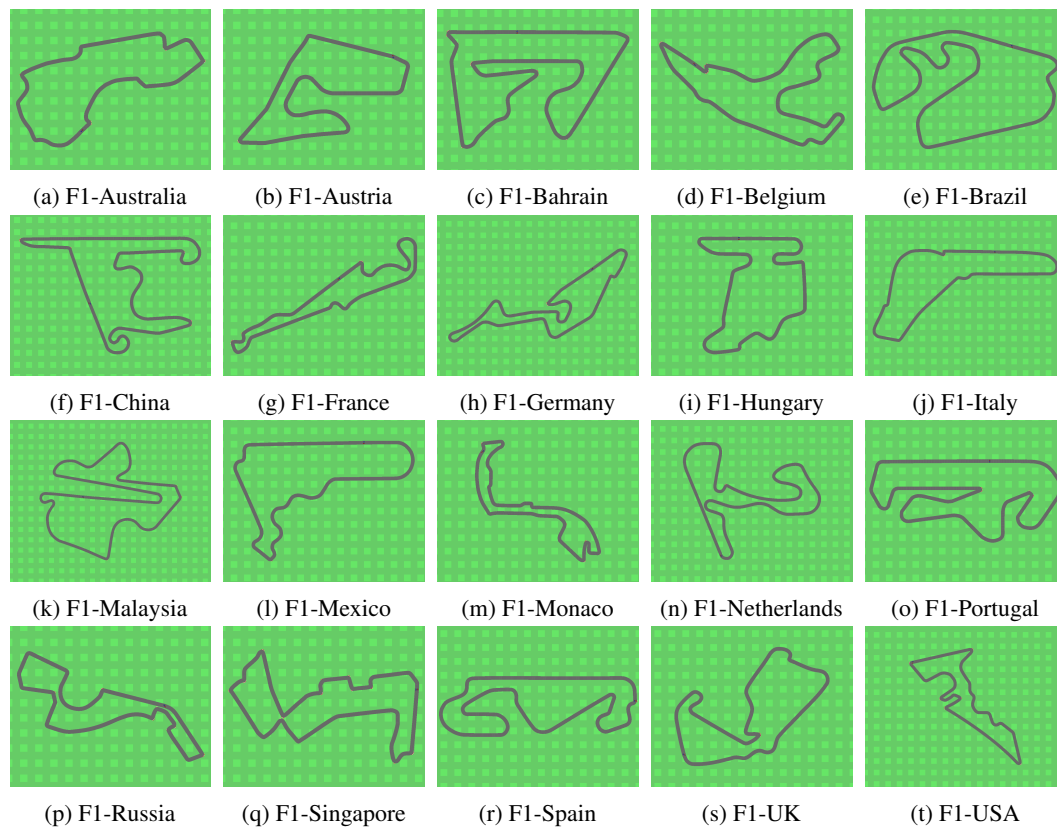 (a) F1-Australia
(b) F1-Austria
(c) F1-Bahrain
(d) F1-Belgium
(e) F1-Brazil
(f) F1-China
(g) F1-France
(h) F1-Germany
(i) F1-Hungary
(j) F1-Italy
(k) F1-Malaysia
(l) F1-Mexico
(m) F1-Monaco
(n) F1-Netherlands
(o) F1-Portugal
(p) F1-Russia
(q) F1-Singapore
(r) F1-Spain
(s) F1-UK
(t) F1-USA